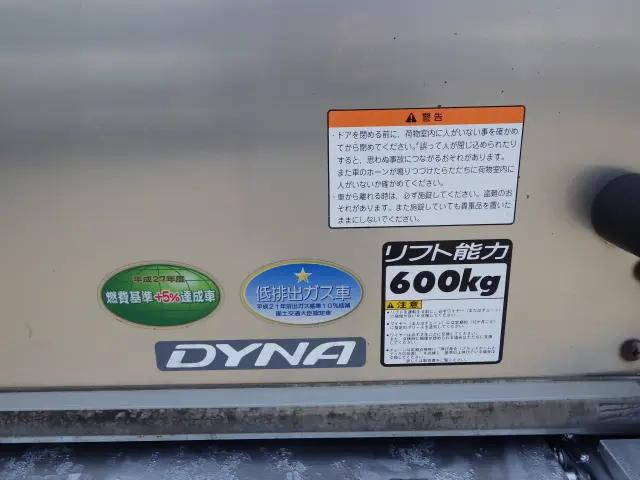 警告
・ドアを閉める前に、荷物室内に人がいない事を確かめ
てから閉めてください。誤って人が閉じ込められたり
すると、思わぬ事故につながるおそれがあります。
また車のホーンが鳴りつづけたらただちに荷物室内に
人がいないか確かめてください。
・車から離れる時は、必ず施錠してください。盗難のお
それがあります。また施錠していても貴重品を置いた
ままにしないでください。
平成27年度
燃費基準+5%達成車
低排出ガス車
平成21年排出ガス基準10%低減
国土交通大臣認定車
DYNA
リフト能力
600kg
注意